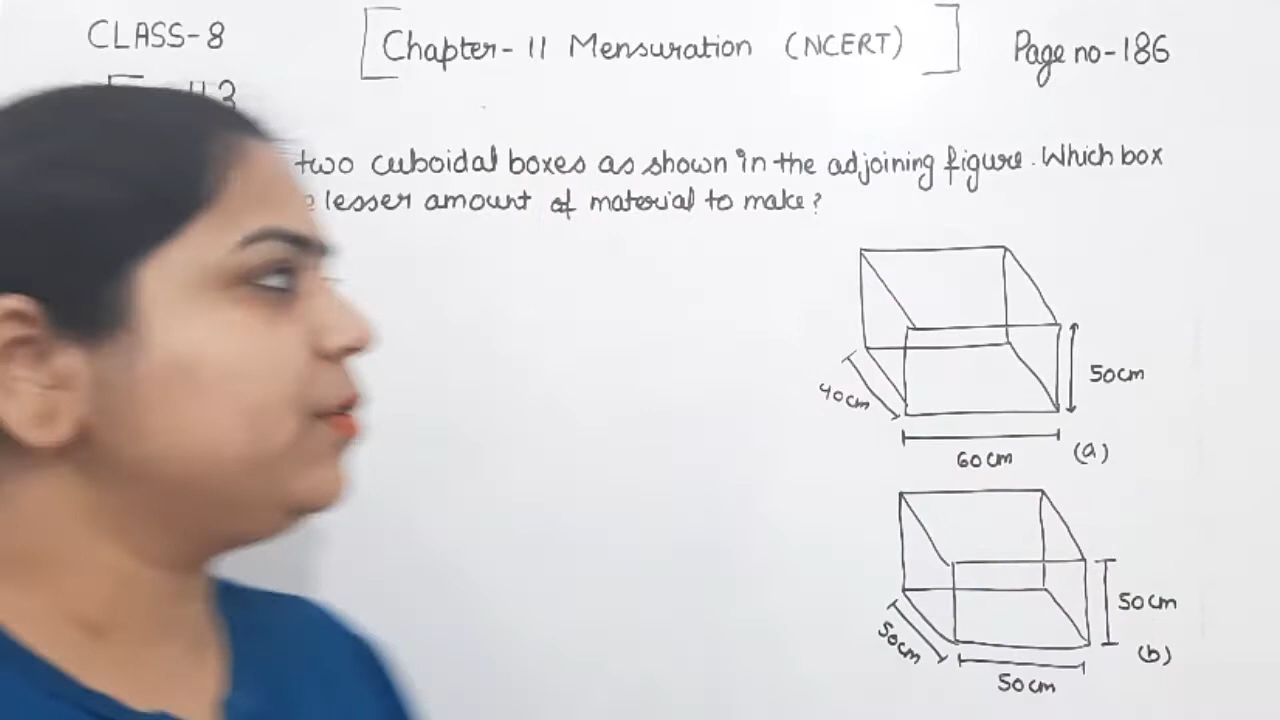 CLASS-8
[Chapter- 11 Mensuration (NCERT)]
Page no-186
two cuboidal boxes as shown in the adjoining figure. Which box
lesser amount of material to make?
50cm
40cm
60cm
(a)
50cm
50cm
(b)
50cm